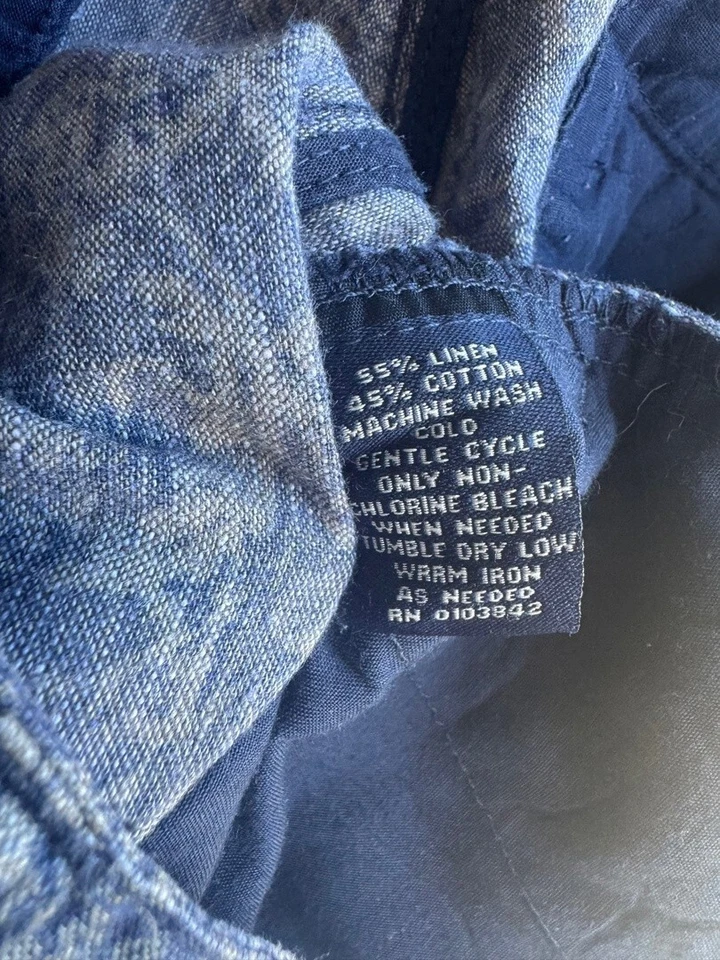 55% LINEN
45% COTTON
MACHINE WASH
COLD
GENTLE CYCLE
ONLY NON-
CHLORINE BLEACH
WHEN NEEDED
TUMBLE DRY LOW
WARM IRON
AS NEEDED
RN 0103842